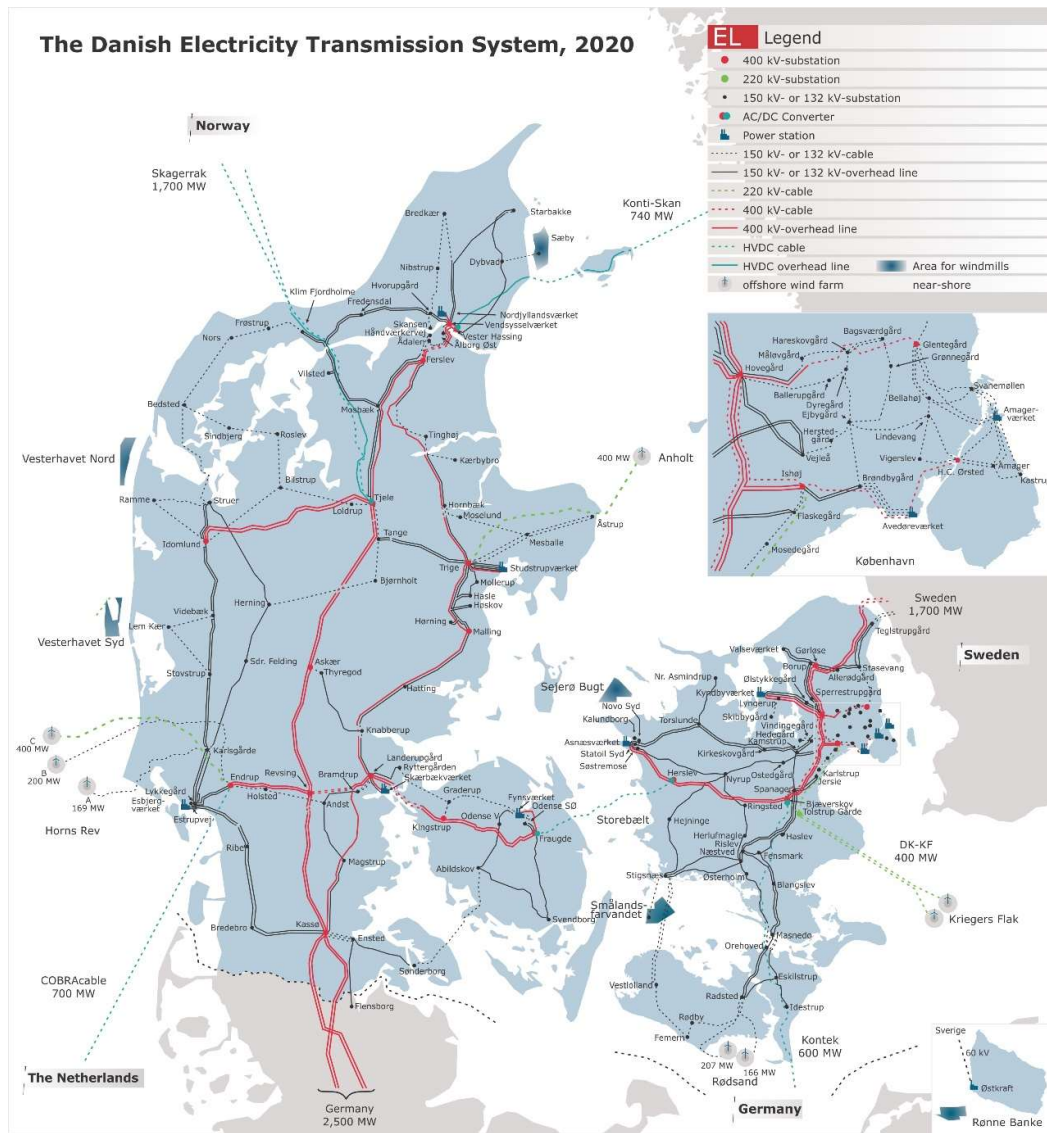 The Danish Electricity Transmission System, 2020
EL Legend
400 kV-substation
220 kV-substation
150 kV- or 132 kV-substation
AC/DC Converter
Power station
150 kV- or 132 kV-cable
150 kV- or 132 kV-overhead line
220 kV-cable
400 kV-cable
400 kV-overhead line
HVDC cable
HVDC overhead line
Area for windmills
offshore wind farm
near-shore
Norway
Skagerrak
1,700 MW
Konti-Skan
740 MW
Bredkær
Starbakke
Sæby
Dybvad
Nibstrup
Hvorupgård
Klim Fjordholme
Fredensdal
Nordjyllandsværket
Vendsysselværket
Skansen
Håndværkervej
Ådalen
Vester Hassing
Ålborg Øst
Frøstrup
Nors
Ferslev
Vilsted
Mosbæk
Bedsted
Sindbjerg
Roslev
Tinghøj
Kærbybro
Vesterhavet Nord
Bilstrup
400 MW
Anholt
Ramme
Struer
Tjele
Loldrup
Hornbæk
Moselund
Åstrup
Idomlund
Tange
Mesballe
Trige
Studstrupværket
Bjørnholt
Mollerup
Hasle
Høskov
Herning
Videbæk
Lem Kær
Hørning
Malling
Vesterhavet Syd
Stovstrup
Sdr. Felding
Askær
Thyregod
Hatting
C
400 MW
B
200 MW
A
169 MW
Horns Rev
Karlsgårde
Knabberup
Landerupgård
Ryttergården
Skærbækværket
Endrup
Revsing
Bramdrup
Lykkegård
Esbjerg-
værket
Estrupvej
Holsted
Andst
Graderup
Fynsværket
Odense SØ
Kingstrup
Odense V
Fraugde
Ribe
Magstrup
Abildskov
Svendborg
Bredebro
Kassø
Ensted
Sønderborg
Flensborg
COBRAcable
700 MW
The Netherlands
Germany
2,500 MW
Hareskovgård
Bagsværdgård
Glentegård
Måløvgård
Grønnegård
Hovegård
Svanemøllen
Ballerupgård
Dyregård
Ejbygård
Bellahøj
Amager-
værket
Hersted-
gård
Lindevang
Vejleå
Vigerslev
Ishøj
Brøndbygård
H.C. Ørsted
Amager
Kastrup
Flaskegård
Avedøreværket
Mosedegård
København
Sweden
1,700 MW
Teglstrupgård
Sweden
Valseværket
Gørløse
Borup
Stasevang
Allerødgård
Nr. Asmindrup
Ølstykkegård
Kyndbyværket
Sperrestrupgård
Sejerø Bugt
Lyngerup
Novo Syd
Kalundborg
Torslunde
Skibbygård
Vindingegård
Hedegård
Kamstrup
Asnæsværket
Statoil Syd
Søstremose
Kirkeskovgård
Herslev
Nyrup
Ostedgård
Karlstrup
Jersie
Spanager
Ringsted
Bjæverskov
Tolstrup Gårde
Storebælt
Hejninge
Herlufmagle
Rislev
Næstved
Haslev
Fensmark
Stigsnæs
Østerholm
Blangslev
DK-KF
400 MW
Kriegers Flak
Smålands-
farvandet
Masnedø
Orehoved
Eskilstrup
Vestlolland
Radsted
Idestrup
Rødby
Femern
207 MW
166 MW
Rødsand
Kontek
600 MW
Germany
Sverige
60 kV
Østkraft
Rønne Banke